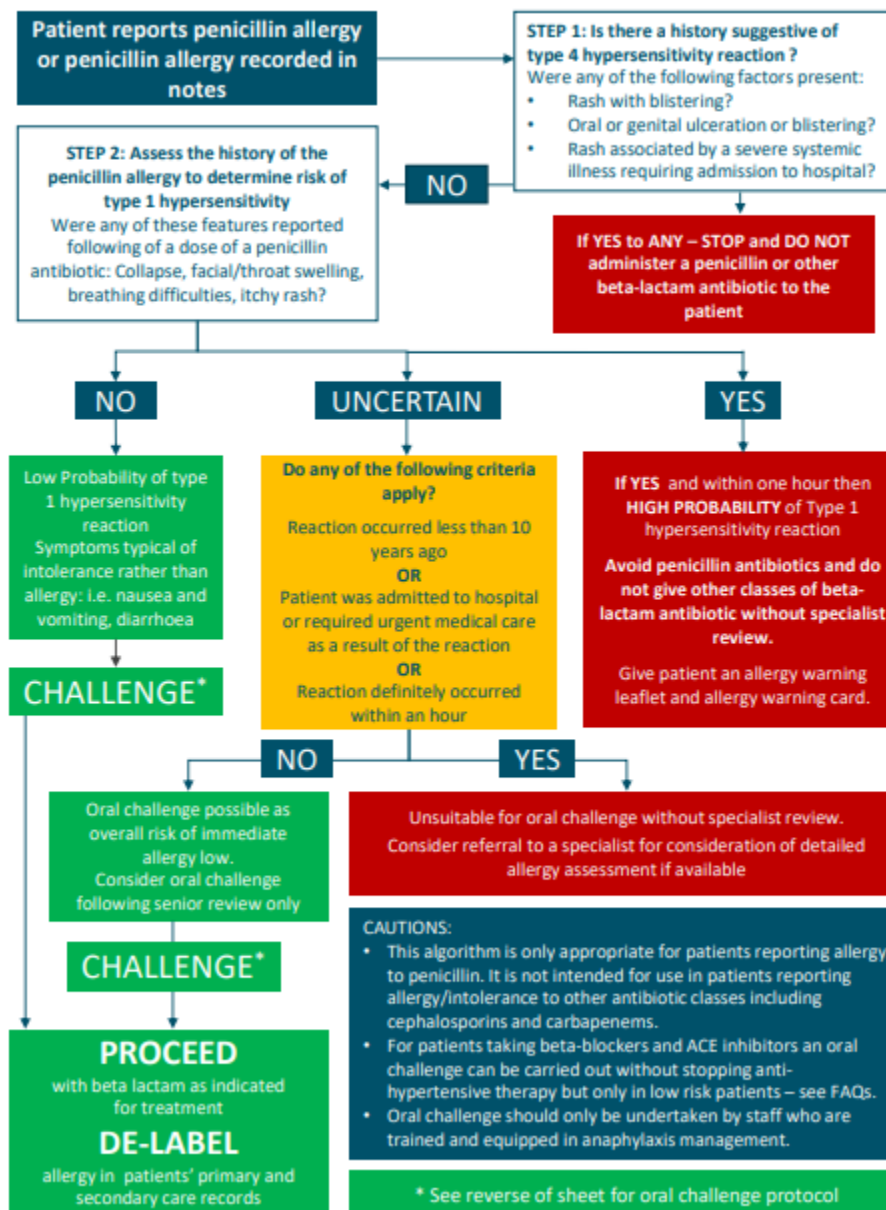 Patient reports penicillin allergy
or penicillin allergy recorded in
notes
STEP 1: Is there a history suggestive of
type 4 hypersensitivity reaction ?
Were any of the following factors present:
• Rash with blistering?
• Oral or genital ulceration or blistering?
• Rash associated by a severe systemic
illness requiring admission to hospital?
NO
If YES to ANY – STOP and DO NOT
administer a penicillin or other
beta-lactam antibiotic to the
patient
STEP 2: Assess the history of the
penicillin allergy to determine risk of
type 1 hypersensitivity
Were any of these features reported
following of a dose of a penicillin
antibiotic: Collapse, facial/throat swelling,
breathing difficulties, itchy rash?
NO
UNCERTAIN
YES
Low Probability of type
1 hypersensitivity
reaction
Symptoms typical of
intolerance rather than
allergy: i.e. nausea and
vomiting, diarrhoea
CHALLENGE*
Do any of the following criteria
apply?
Reaction occurred less than 10
years ago
OR
Patient was admitted to hospital
or required urgent medical care
as a result of the reaction
OR
Reaction definitely occurred
within an hour
If YES and within one hour then
HIGH PROBABILITY of Type 1
hypersensitivity reaction
Avoid penicillin antibiotics and do
not give other classes of beta-
lactam antibiotic without specialist
review.
Give patient an allergy warning
leaflet and allergy warning card.
NO
YES
Oral challenge possible as
overall risk of immediate
allergy low.
Consider oral challenge
following senior review only
CHALLENGE*
Unsuitable for oral challenge without specialist review.
Consider referral to a specialist for consideration of detailed
allergy assessment if available
PROCEED
with beta lactam as indicated
for treatment
DE-LABEL
allergy in patients' primary and
secondary care records
CAUTIONS:
• This algorithm is only appropriate for patients reporting allergy
to penicillin. It is not intended for use in patients reporting
allergy/intolerance to other antibiotic classes including
cephalosporins and carbapenems.
• For patients taking beta-blockers and ACE inhibitors an oral
challenge can be carried out without stopping anti-
hypertensive therapy but only in low risk patients – see FAQs.
• Oral challenge should only be undertaken by staff who are
trained and equipped in anaphylaxis management.
* See reverse of sheet for oral challenge protocol